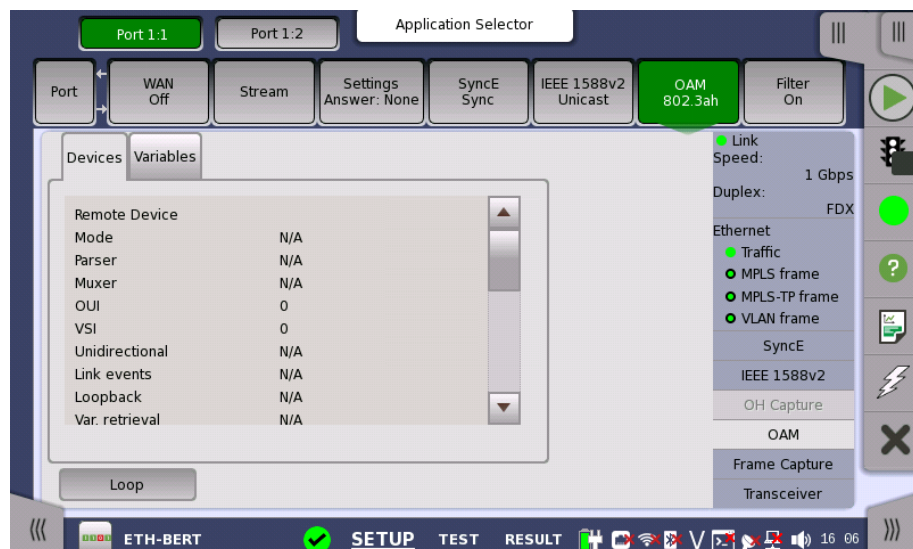 Application Selector
Port 1:1
Port 1:2
Port
WAN
Off
Stream
Settings
Answer: None
SyncE
Sync
IEEE 1588v2
Unicast
OAM
802.3ah
Filter
On
Devices
Variables
Remote Device
Mode N/A
Parser N/A
Muxer N/A
OUI 0
VSI 0
Unidirectional N/A
Link events N/A
Loopback N/A
Var. retrieval N/A
Loop
Link
Speed:
1 Gbps
Duplex:
FDX
Ethernet
Traffic
MPLS frame
MPLS-TP frame
VLAN frame
SyncE
IEEE 1588v2
OH Capture
OAM
Frame Capture
Transceiver
ETH-BERT
SETUP
TEST
RESULT
16 06